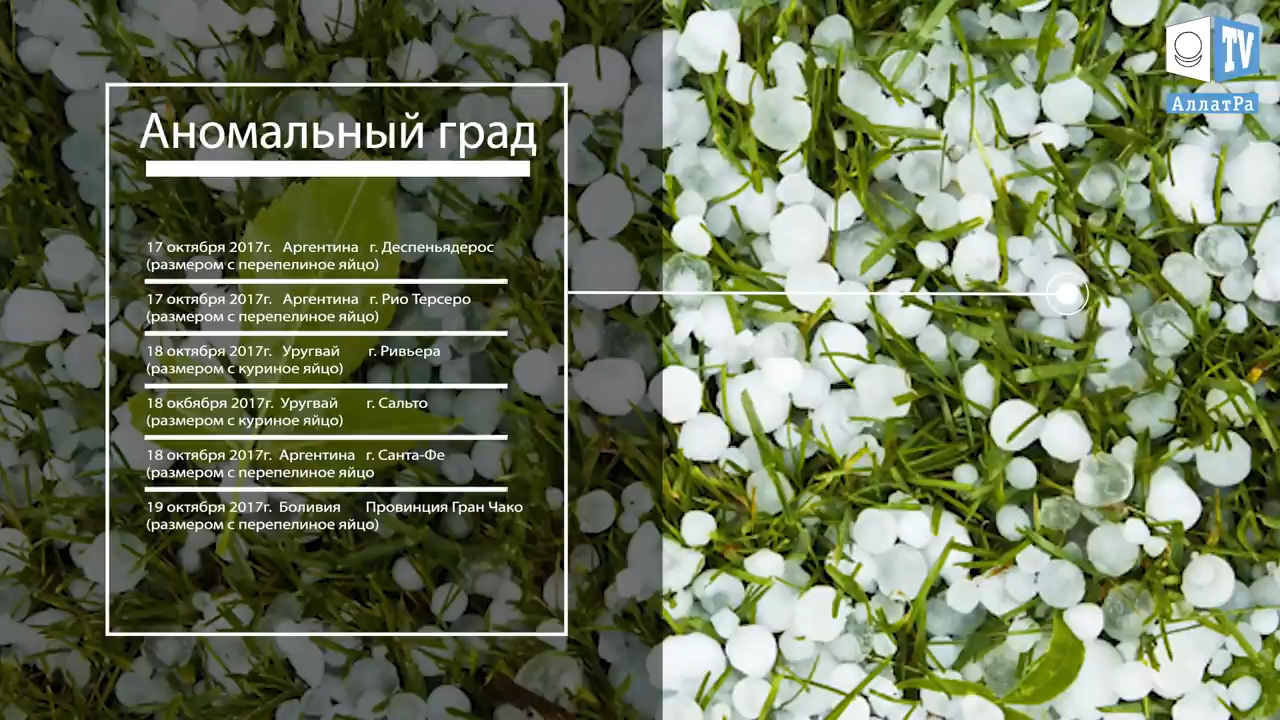 TV
АллатРа
Аномальный град
17 октября 2017г. Аргентина г. Деспеньядерос
(размером с перепелиное яйцо)
17 октября 2017г. Аргентина г. Рио Терсеро
(размером с перепелиное яйцо)
18 октября 2017г. Уругвай г. Ривьера
(размером с куриное яйцо)
18 окбября 2017г. Уругвай г. Сальто
(размером с куриное яйцо)
18 октября 2017г. Аргентина г. Санта-Фе
(размером с перепелиное яйцо
19 октября 2017г. Боливия Провинция Гран Чако
(размером с перепелиное яйцо)